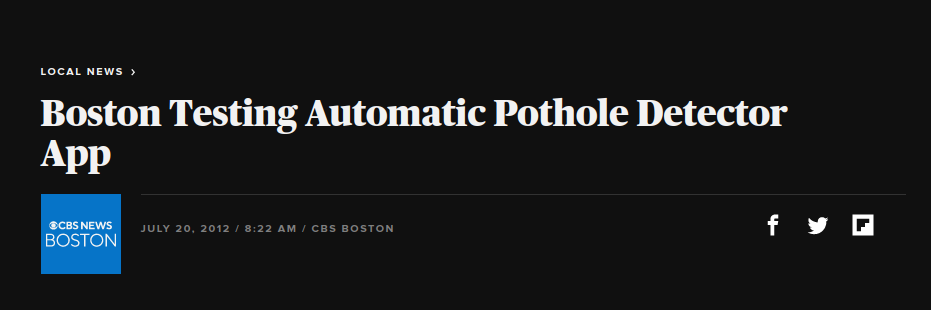 LOCAL NEWS ›
Boston Testing Automatic Pothole Detector
App
CBS NEWS
BOSTON
JULY 20, 2012 / 8:22 AM / CBS BOSTON